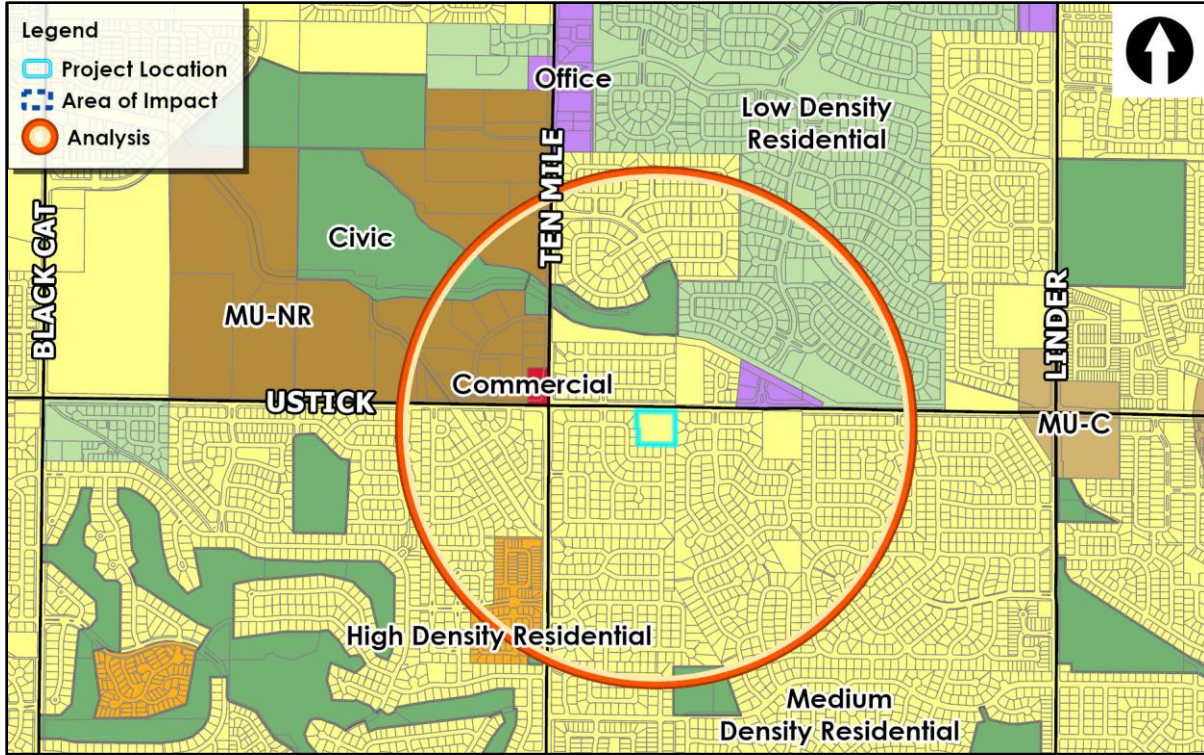 Legend
Project Location
Area of Impact
Analysis
Office
Low Density
Residential
TEN MILE
BLACK CAT
Civic
MU-NR
LINDER
Commercial
USTICK
MU-C
High Density Residential
Medium
Density Residential